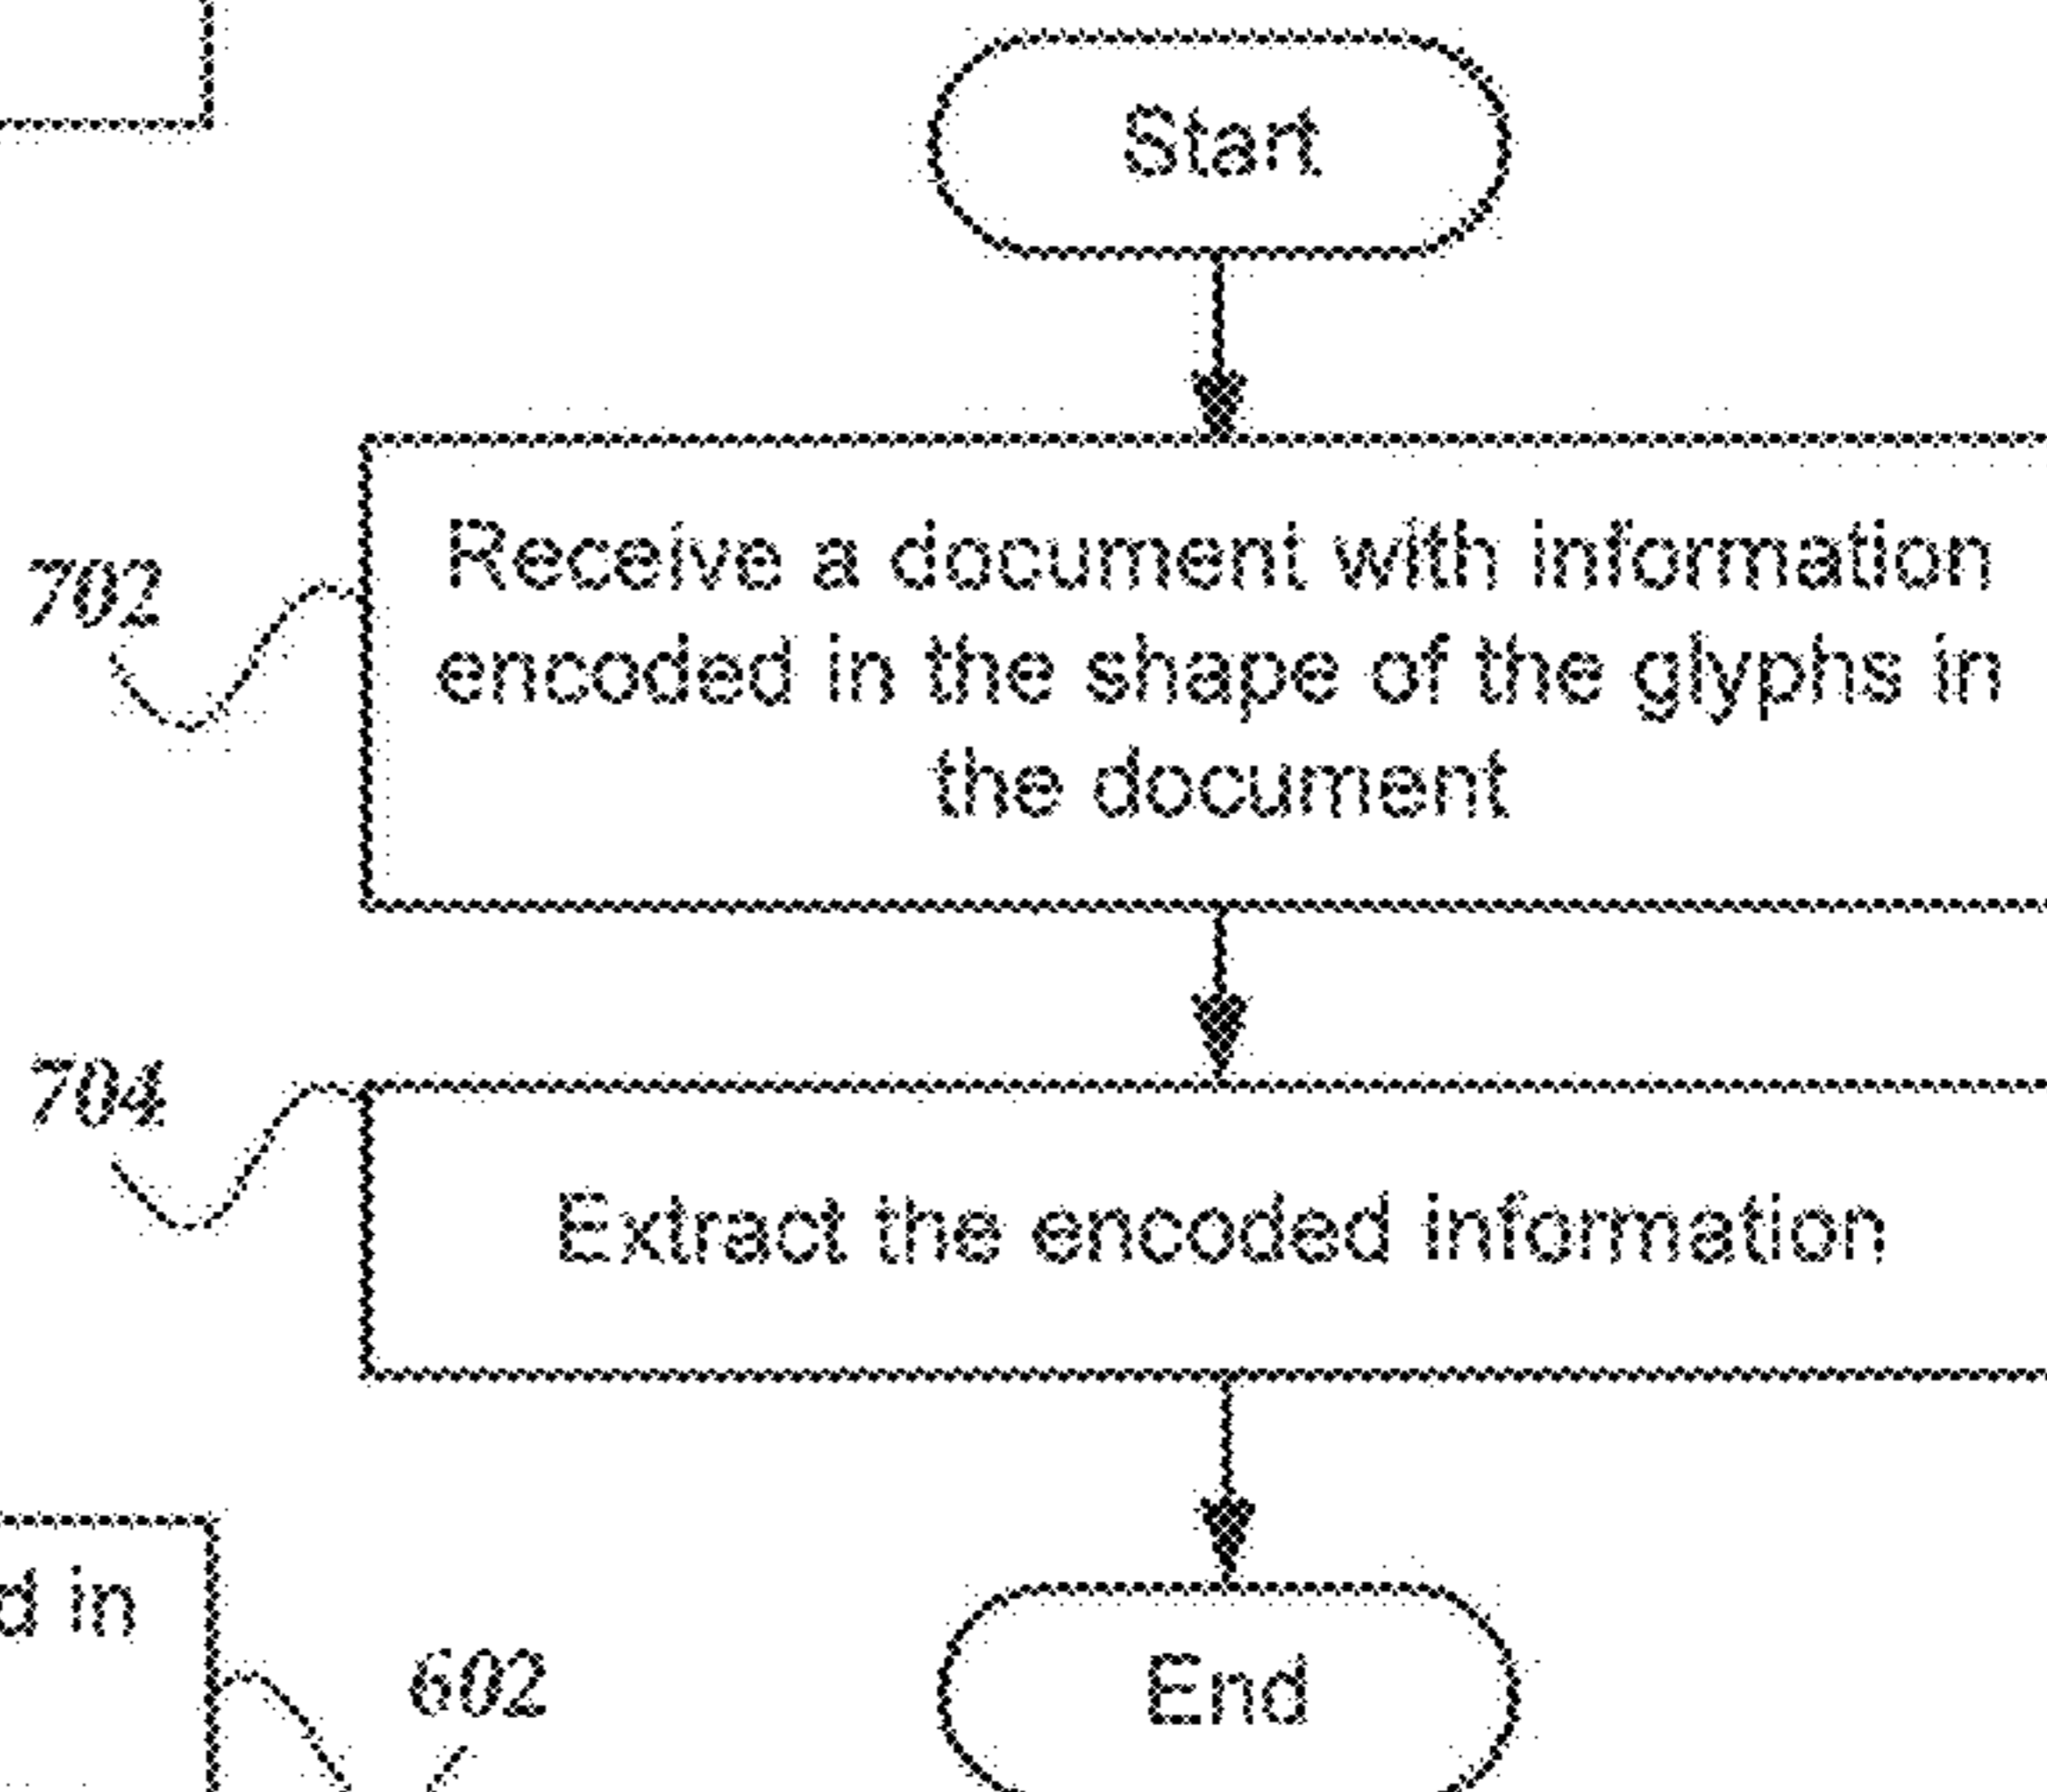 Start
702
Receive a document with information
encoded in the shape of the glyphs in
the document
704
Extract the encoded information
in
602
End